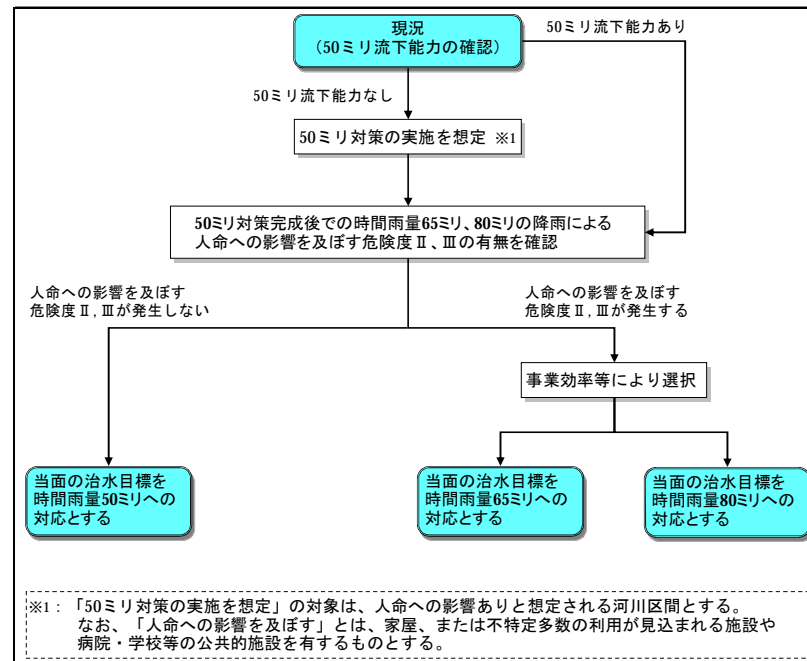 現況
（50ミリ流下能力の確認）
50ミリ流下能力あり
50ミリ流下能力なし
50ミリ対策の実施を想定 ※1
50ミリ対策完成後での時間雨量65ミリ、80ミリの降雨による
人命への影響を及ぼす危険度Ⅱ、Ⅲの有無を確認
人命への影響を及ぼす
危険度Ⅱ,Ⅲが発生しない
人命への影響を及ぼす
危険度Ⅱ,Ⅲが発生する
事業効率等により選択
当面の治水目標を
時間雨量50ミリへの
対応とする
当面の治水目標を
時間雨量65ミリへの
対応とする
当面の治水目標を
時間雨量80ミリへの
対応とする
※1：「50ミリ対策の実施を想定」の対象は、人命への影響ありと想定される河川区間とする。
なお、「人命への影響を及ぼす」とは、家屋、または不特定多数の利用が見込まれる施設や
病院・学校等の公共的施設を有するものとする。